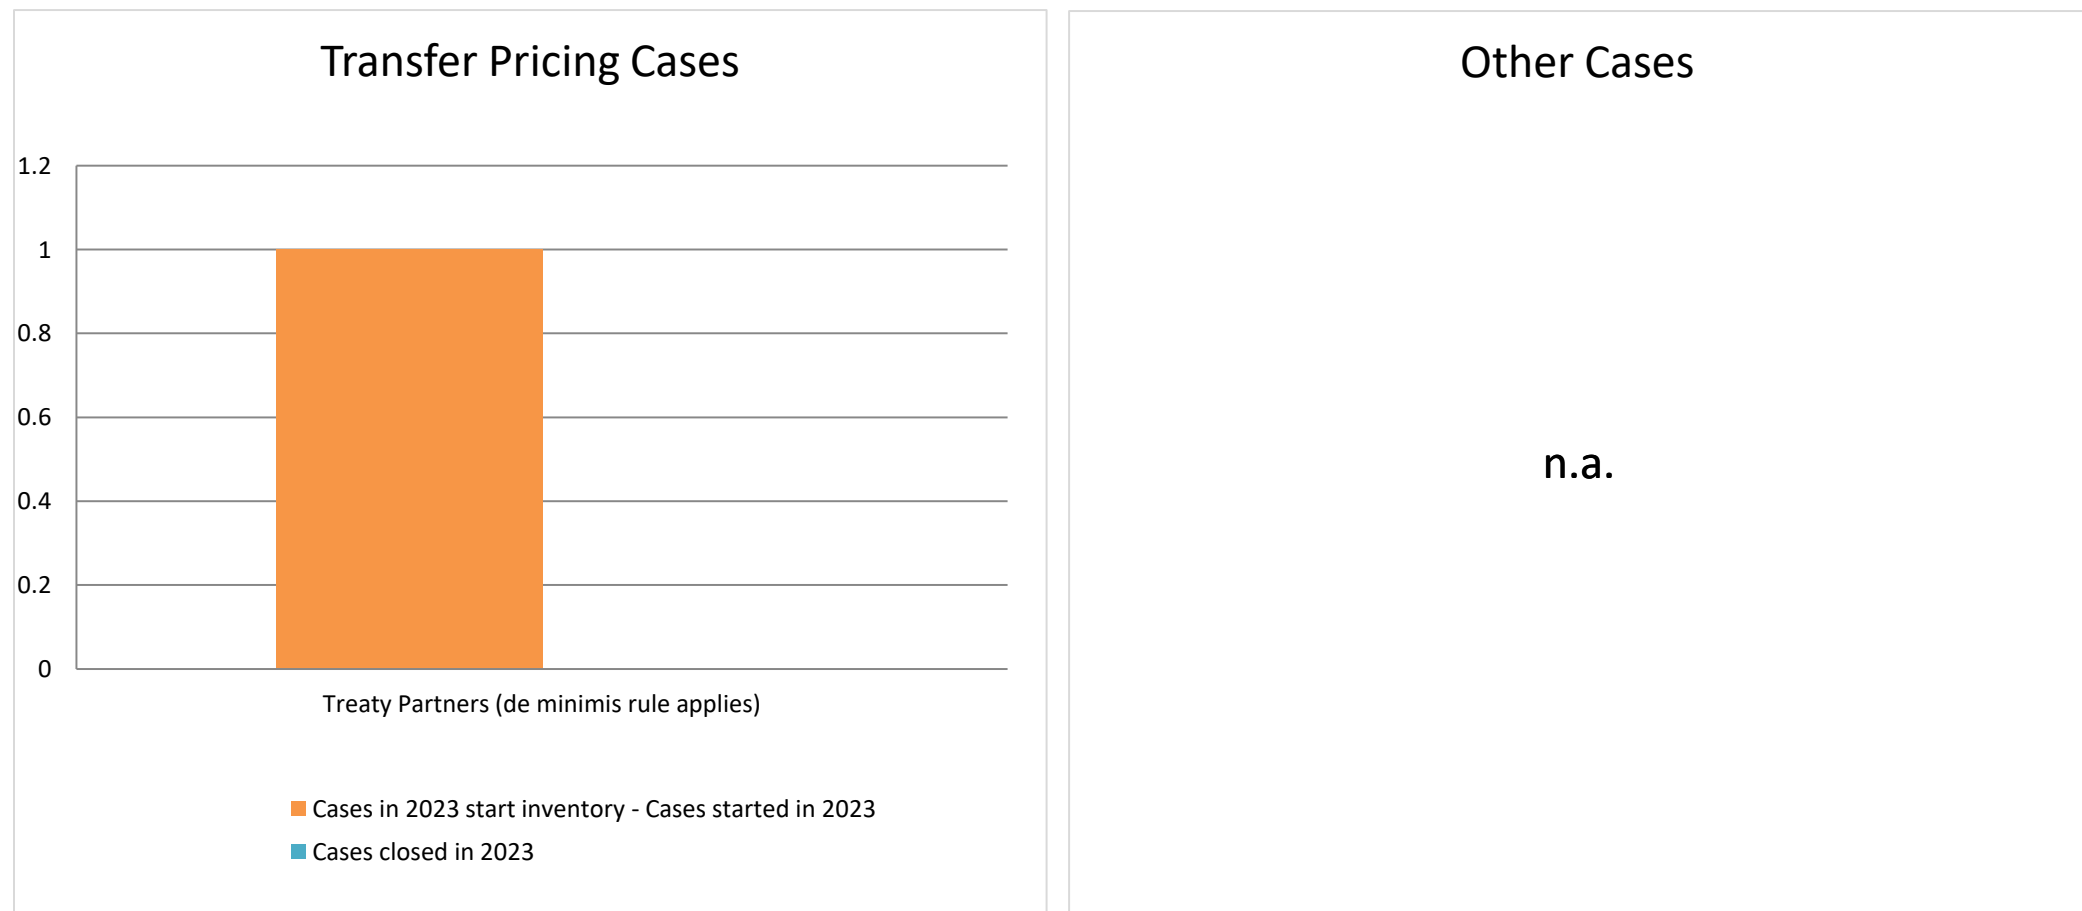 Transfer Pricing Cases
1.2
1
0.8
0.6
0.4
0.2
0
Treaty Partners (de minimis rule applies)
Cases in 2023 start inventory - Cases started in 2023
Cases closed in 2023
Other Cases
n.a.